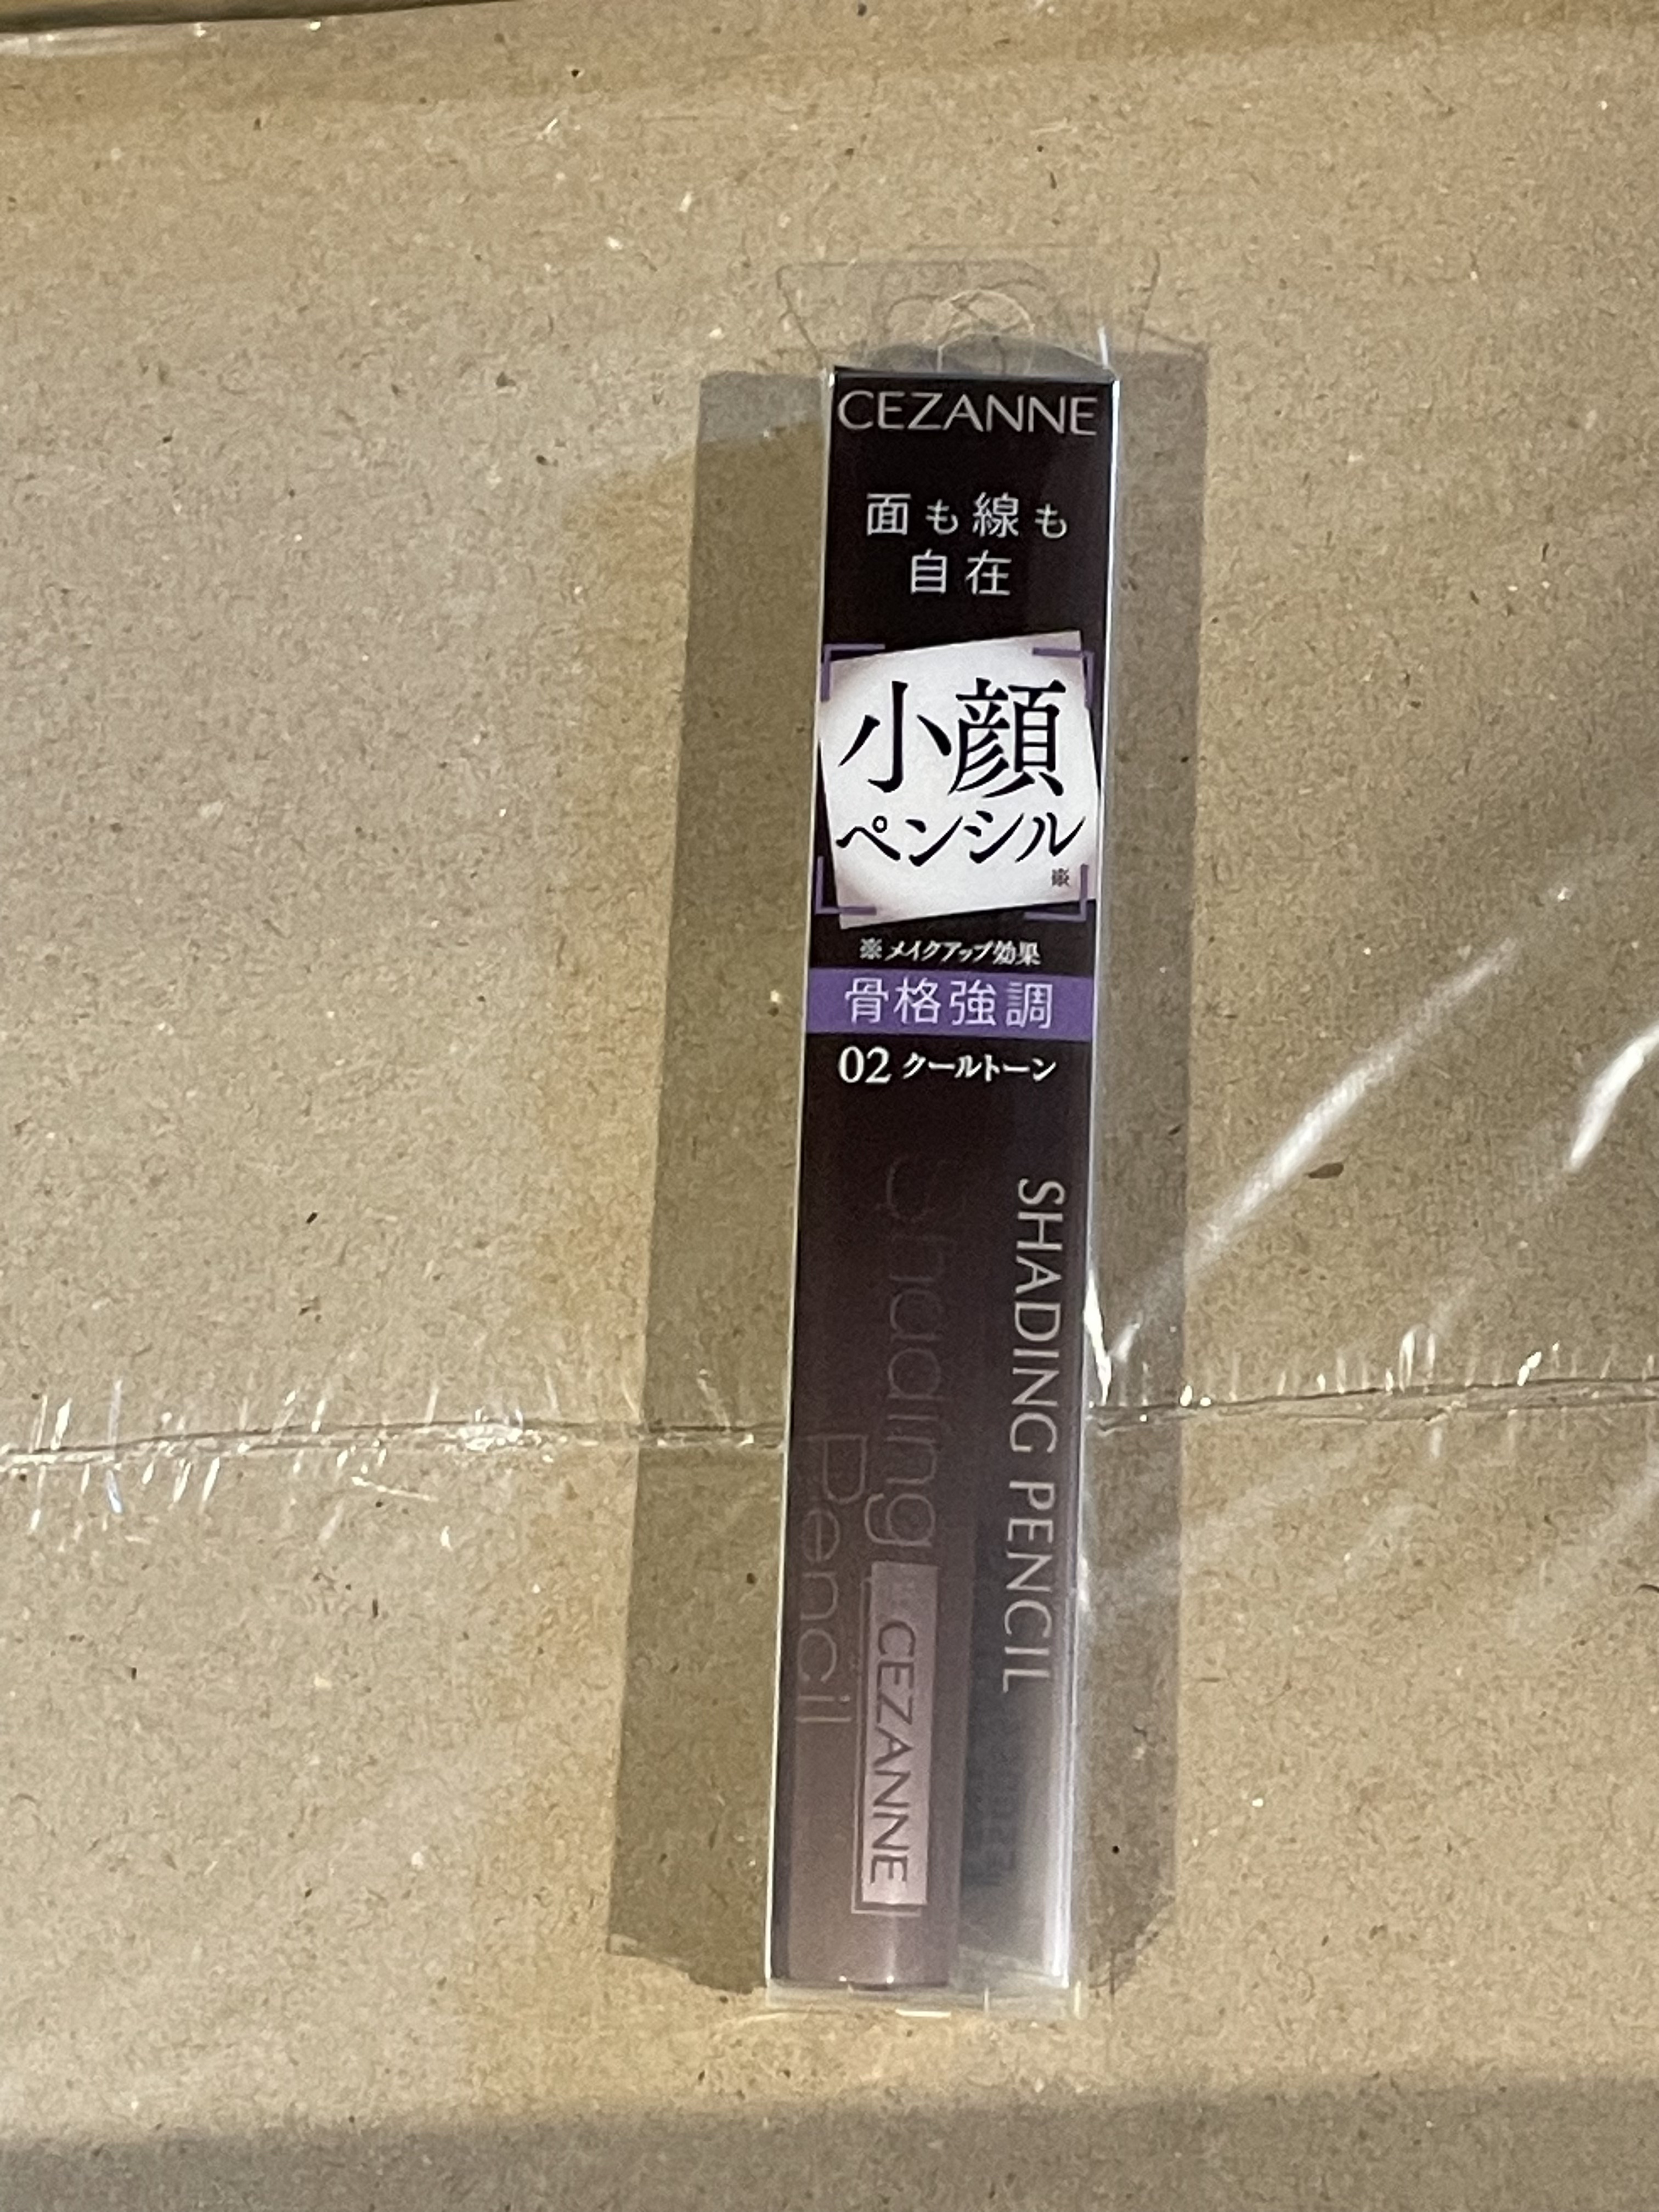 CEZANNE
面も線も
自在
小顔
ペンシル
※
※メイクアップ効果
骨格強調
02 クールトーン
SHADING PENCIL
Shading
Pencil
CEZANNE